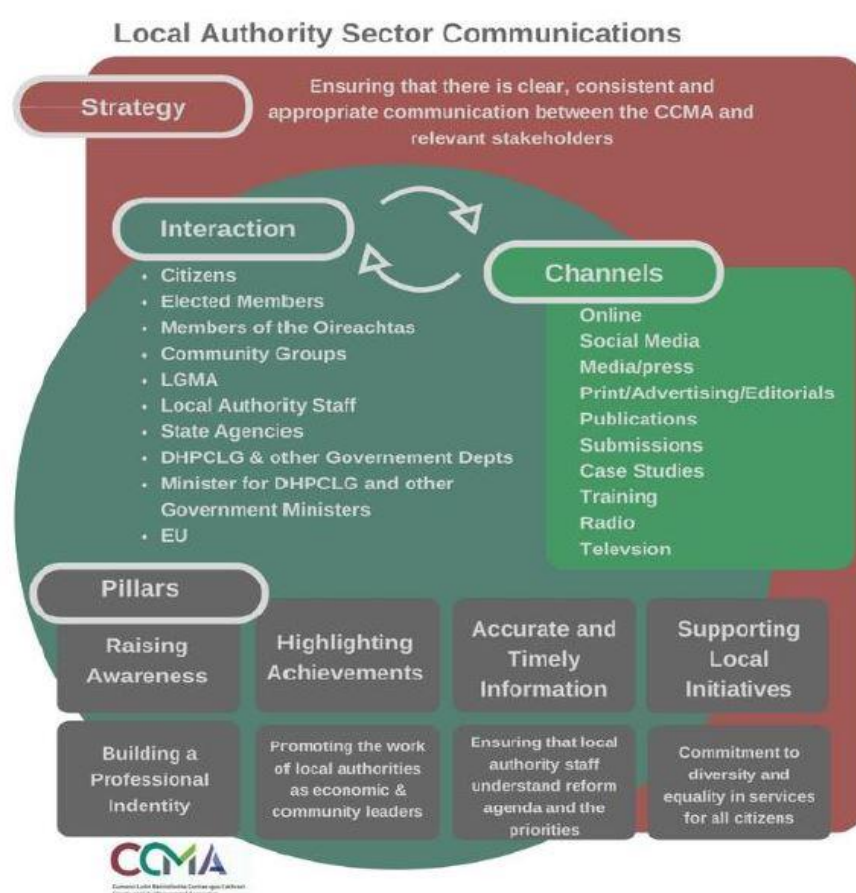 Local Authority Sector Communications
Strategy
Ensuring that there is clear, consistent and
appropriate communication between the CCMA and
relevant stakeholders
Interaction
• Citizens
• Elected Members
• Members of the Oireachtas
• Community Groups
• LGMA
• Local Authority Staff
• State Agencies
• DHPCLG & other Governement Depts
• Minister for DHPCLG and other
Government Ministers
• EU
Channels
Online
Social Media
Media/press
Print/Advertising/Editorials
Publications
Submissions
Case Studies
Training
Radio
Televsion
Pillars
Raising
Awareness
Highlighting
Achievements
Accurate and
Timely
Information
Supporting
Local
Initiatives
Building a
Professional
Indentity
Promoting the work
of local authorities
as economic &
community leaders
Ensuring that local
authority staff
understand reform
agenda and the
priorities
Commitment to
diversity and
equality in services
for all citizens
CCMA